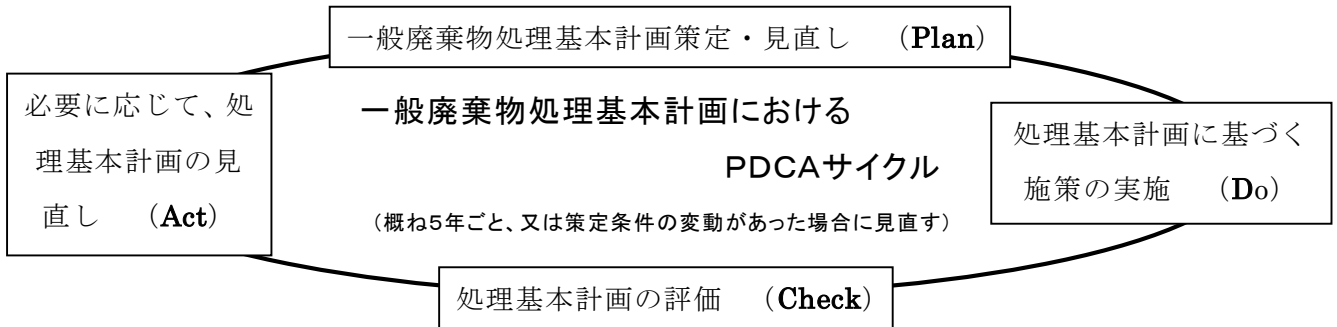 一般廃棄物処理基本計画策定・見直し （Plan）
必要に応じて、処
理基本計画の見
直し （Act）
一般廃棄物処理基本計画における
PDCAサイクル
（概ね５年ごと、又は策定条件の変動があった場合に見直す）
処理基本計画に基づく
施策の実施 （Do）
処理基本計画の評価 （Check）